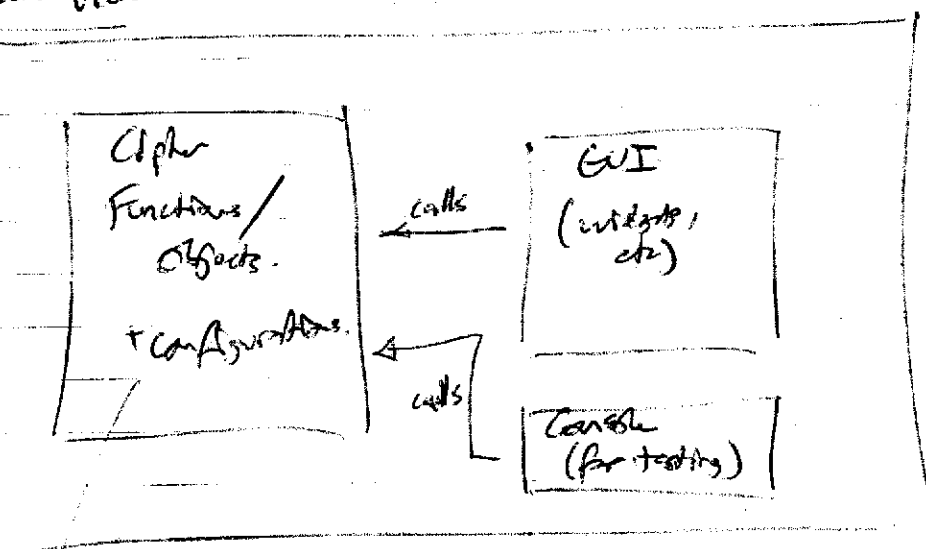 Cipher
Functions/
Objects.
+ configurations.
calls
GUI
(widgets,
etc)
calls
Console
(for testing)